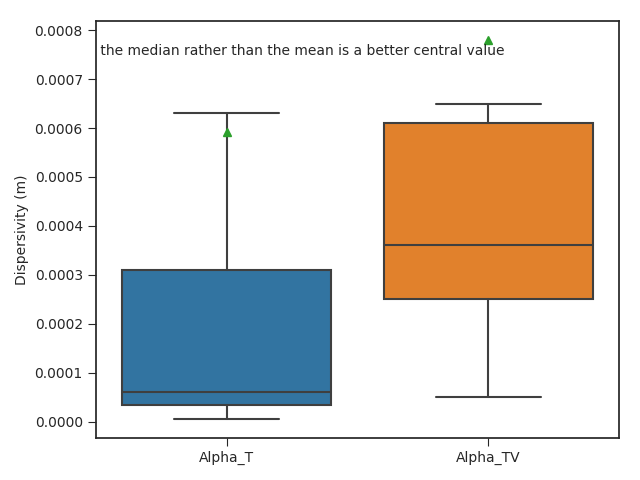 0.0008
the median rather than the mean is a better central value
0.0007
0.0006
0.0005
0.0004
0.0003
0.0002
0.0001
0.0000
Dispersivity (m)
Alpha_T
Alpha_TV